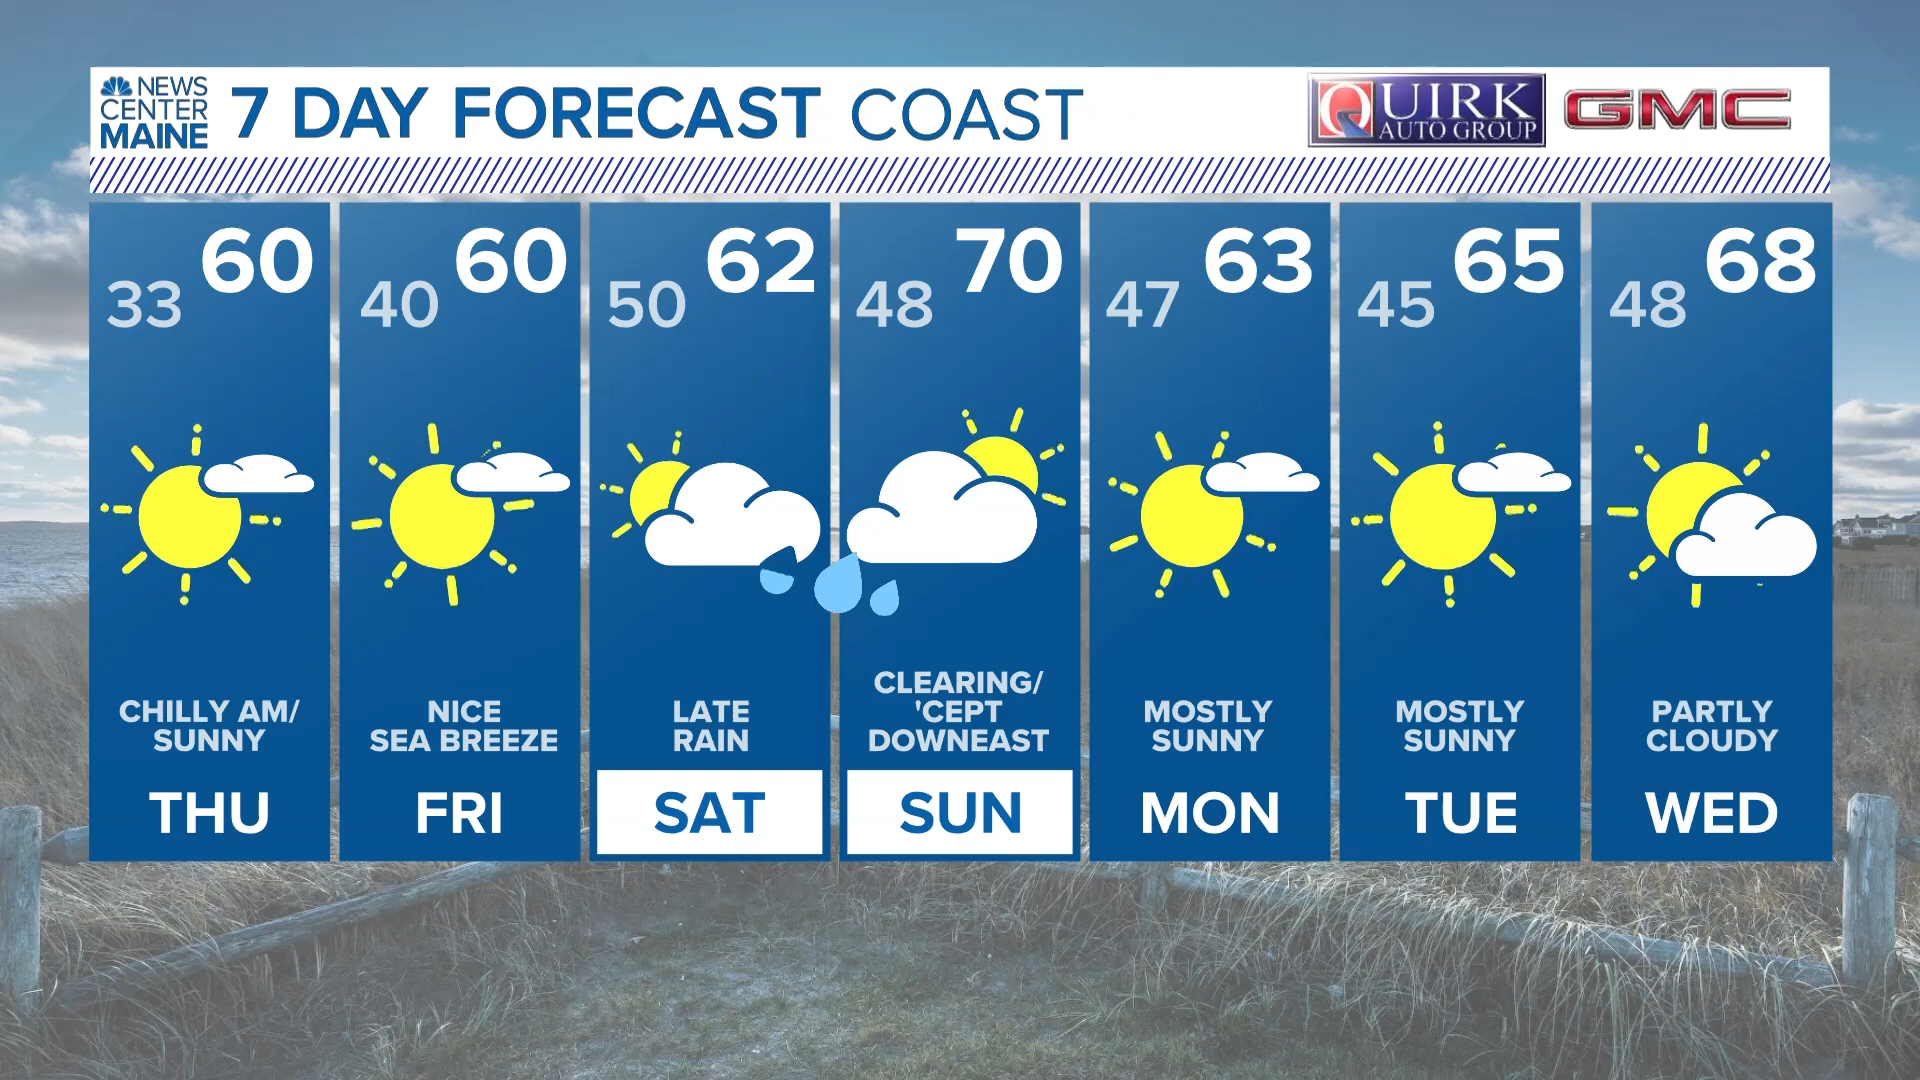 NEWS
CENTER
MAINE
7 DAY FORECAST COAST
QUIRK
AUTO GROUP
GMC
33 60
40 60
50 62
48 70
47 63
45 65
48 68
CHILLY AM/
SUNNY
THU
NICE
SEA BREEZE
FRI
LATE
RAIN
SAT
CLEARING/
'CEPT
DOWNEAST
SUN
MOSTLY
SUNNY
MON
MOSTLY
SUNNY
TUE
PARTLY
CLOUDY
WED